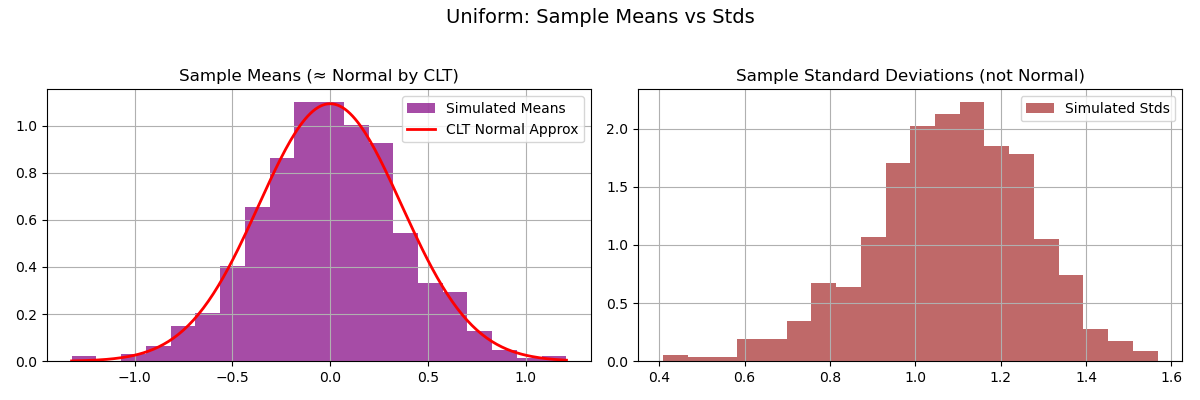 Uniform: Sample Means vs Stds
Sample Means (≈ Normal by CLT)
Simulated Means
CLT Normal Approx
1.0
0.8
0.6
0.4
0.2
0.0
−1.0 −0.5 0.0 0.5 1.0
Sample Standard Deviations (not Normal)
Simulated Stds
2.0
1.5
1.0
0.5
0.0
0.4 0.6 0.8 1.0 1.2 1.4 1.6